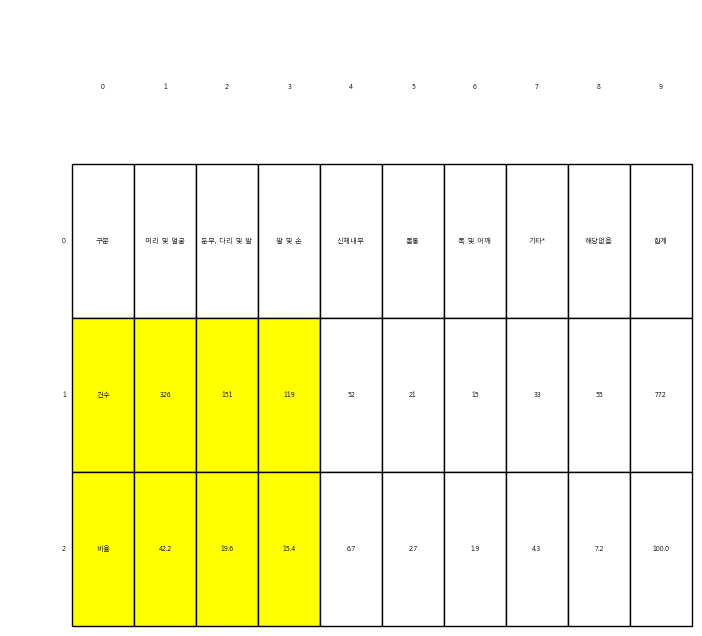 0 1 2 3 4 5 6 7 8 9
0 구분 머리 및 얼굴 둔부, 다리 및 발 팔 및 손 신체내부 몸통 목 및 어깨 기타* 해당없음 합계
1 건수 326 151 119 52 21 15 33 55 772
2 비율 42.2 19.6 15.4 6.7 2.7 1.9 4.3 7.2 100.0